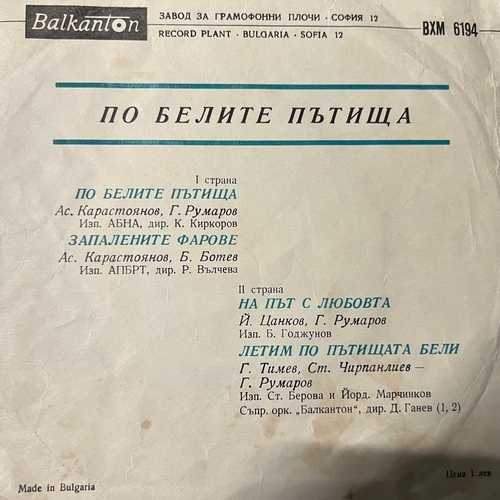 Balkanton
ЗАВОД ЗА ГРАМОФОННИ ПЛОЧИ · СОФИЯ 12
RECORD PLANT · BULGARIA · SOFIA 12
ВХМ 6194
ПО БЕЛИТЕ ПЪТИЩА
I страна
ПО БЕЛИТЕ ПЪТИЩА
Ас. Карастоянов, Г. Румаров
Изп. АБНА, дир. К. Киркоров
ЗАПАЛЕНИТЕ ФАРОВЕ
Ас. Карастоянов, Б. Ботев
Изп. АПБРТ, дир. Р. Вълчева
II страна
НА ПЪТ С ЛЮБОВТА
Й. Цанков, Г. Румаров
Изп. Б. Годжунов
ЛЕТИМ ПО ПЪТИЩАТА БЕЛИ
Г. Тимев, Ст. Чирпанлиев –
Г. Румаров
Изп. Ст. Берова и Йорд. Марчинков
Съпр. орк. „Балкантон“, дир. Д. Ганев (1, 2)
Made in Bulgaria
Цена 1 лев